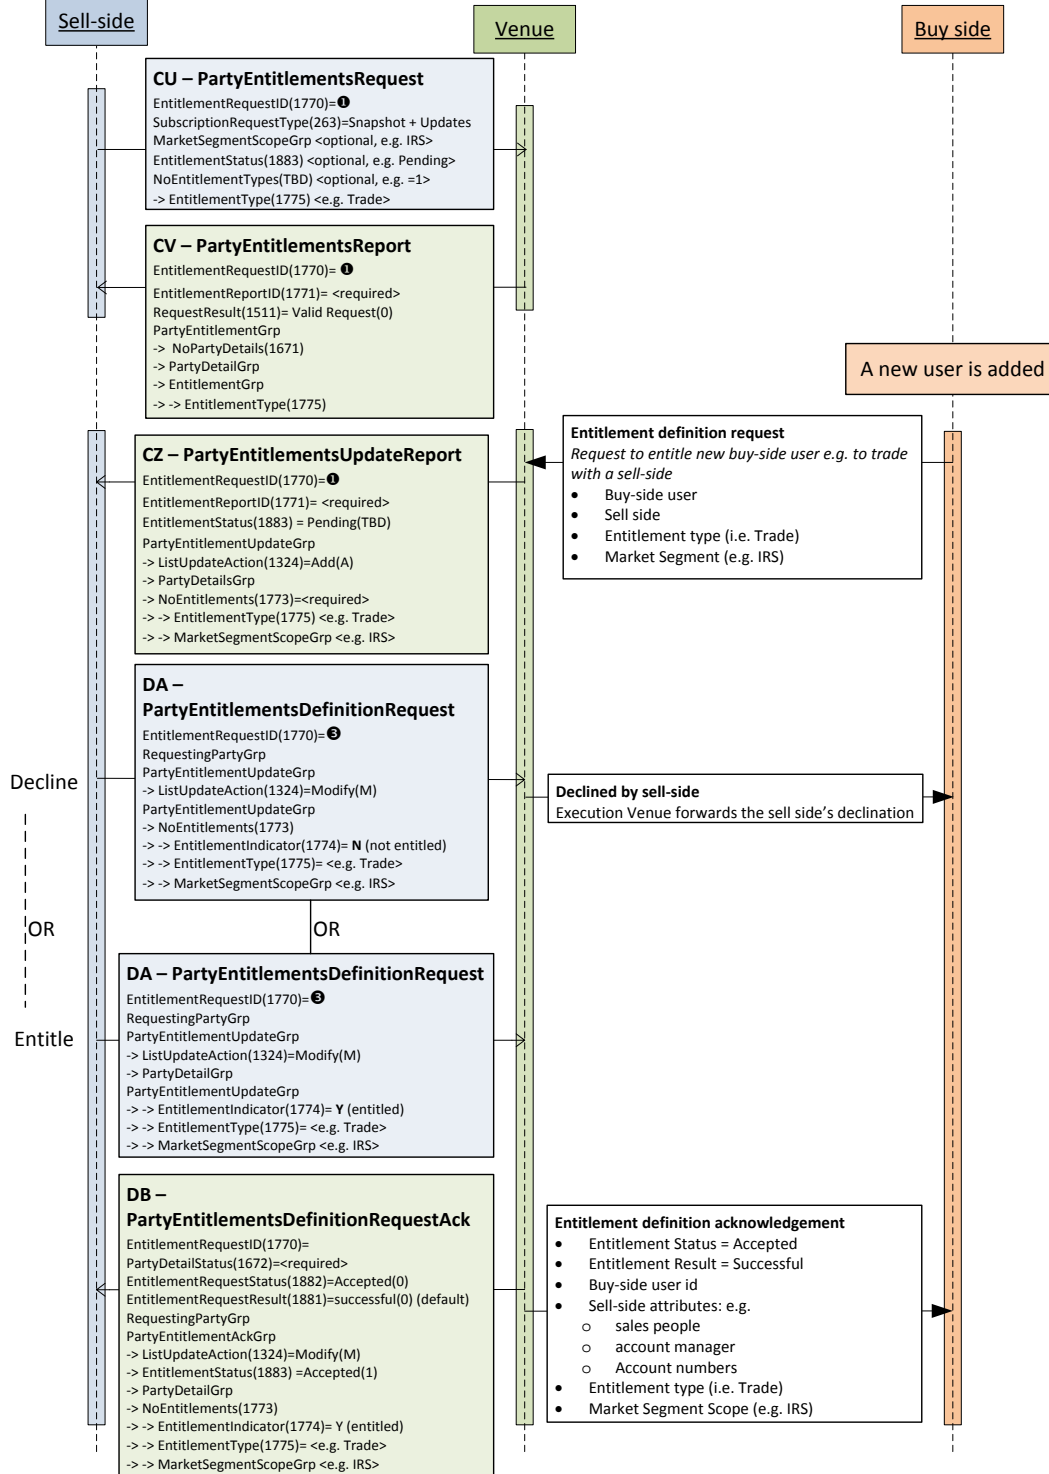 Sell-side
Venue
Buy side
CU – PartyEntitlementsRequest
EntitlementRequestID(1770)=❶
SubscriptionRequestType(263)=Snapshot + Updates
MarketSegmentScopeGrp <optional, e.g. IRS>
EntitlementStatus(1883) <optional, e.g. Pending>
NoEntitlementTypes(TBD) <optional, e.g. =1>
-> EntitlementType(1775) <e.g. Trade>
CV – PartyEntitlementsReport
EntitlementRequestID(1770)= ❶
EntitlementReportID(1771)= <required>
RequestResult(1511)= Valid Request(0)
PartyEntitlementGrp
-> NoPartyDetails(1671)
-> PartyDetailGrp
-> EntitlementGrp
-> -> EntitlementType(1775)
A new user is added
Entitlement definition request
Request to entitle new buy-side user e.g. to trade
with a sell-side
• Buy-side user
• Sell side
• Entitlement type (i.e. Trade)
• Market Segment (e.g. IRS)
CZ – PartyEntitlementsUpdateReport
EntitlementRequestID(1770)=❶
EntitlementReportID(1771)= <required>
EntitlementStatus(1883) = Pending(TBD)
PartyEntitlementUpdateGrp
-> ListUpdateAction(1324)=Add(A)
-> PartyDetailsGrp
-> NoEntitlements(1773)=<required>
-> -> EntitlementType(1775) <e.g. Trade>
-> -> MarketSegmentScopeGrp <e.g. IRS>
DA –
PartyEntitlementsDefinitionRequest
EntitlementRequestID(1770)=❸
RequestingPartyGrp
PartyEntitlementUpdateGrp
-> ListUpdateAction(1324)=Modify(M)
PartyEntitlementUpdateGrp
-> NoEntitlements(1773)
-> -> EntitlementIndicator(1774)= N (not entitled)
-> -> EntitlementType(1775)= <e.g. Trade>
-> -> MarketSegmentScopeGrp <e.g. IRS>
Decline
Declined by sell-side
Execution Venue forwards the sell side's declination
OR
OR
DA – PartyEntitlementsDefinitionRequest
EntitlementRequestID(1770)=❸
RequestingPartyGrp
PartyEntitlementUpdateGrp
-> ListUpdateAction(1324)=Modify(M)
-> PartyDetailGrp
PartyEntitlementUpdateGrp
-> -> EntitlementIndicator(1774)= Y (entitled)
-> -> EntitlementType(1775)= <e.g. Trade>
-> -> MarketSegmentScopeGrp <e.g. IRS>
Entitle
DB –
PartyEntitlementsDefinitionRequestAck
EntitlementRequestID(1770)=
PartyDetailStatus(1672)=<required>
EntitlementRequestStatus(1882)=Accepted(0)
EntitlementRequestResult(1881)=successful(0) (default)
RequestingPartyGrp
PartyEntitlementAckGrp
-> ListUpdateAction(1324)=Modify(M)
-> EntitlementStatus(1883) =Accepted(1)
-> PartyDetailGrp
-> NoEntitlements(1773)
-> -> EntitlementIndicator(1774)= Y (entitled)
-> -> EntitlementType(1775)= <e.g. Trade>
-> -> MarketSegmentScopeGrp <e.g. IRS>
Entitlement definition acknowledgement
• Entitlement Status = Accepted
• Entitlement Result = Successful
• Buy-side user id
• Sell-side attributes: e.g.
o sales people
o account manager
o Account numbers
• Entitlement type (i.e. Trade)
• Market Segment Scope (e.g. IRS)